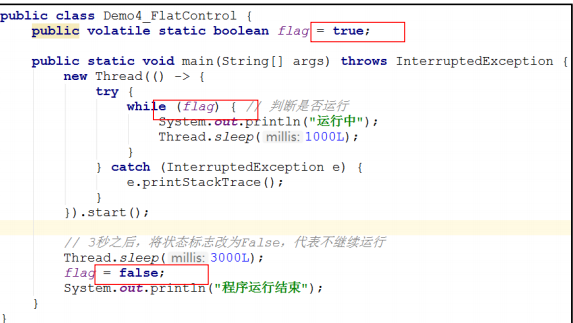 public class Demo4_FlatControl {
public volatile static boolean flag = true;
public static void main(String[] args) throws InterruptedException {
new Thread(() -> {
try {
while (flag) { // 判断是否运行
System.out.println("运行中");
Thread.sleep( millis: 1000L);
}
} catch (InterruptedException e) {
e.printStackTrace();
}
}).start();
// 3秒之后，将状态标志改为False，代表不继续运行
Thread.sleep( millis: 3000L);
flag = false;
System.out.println("程序运行结束");
}
}